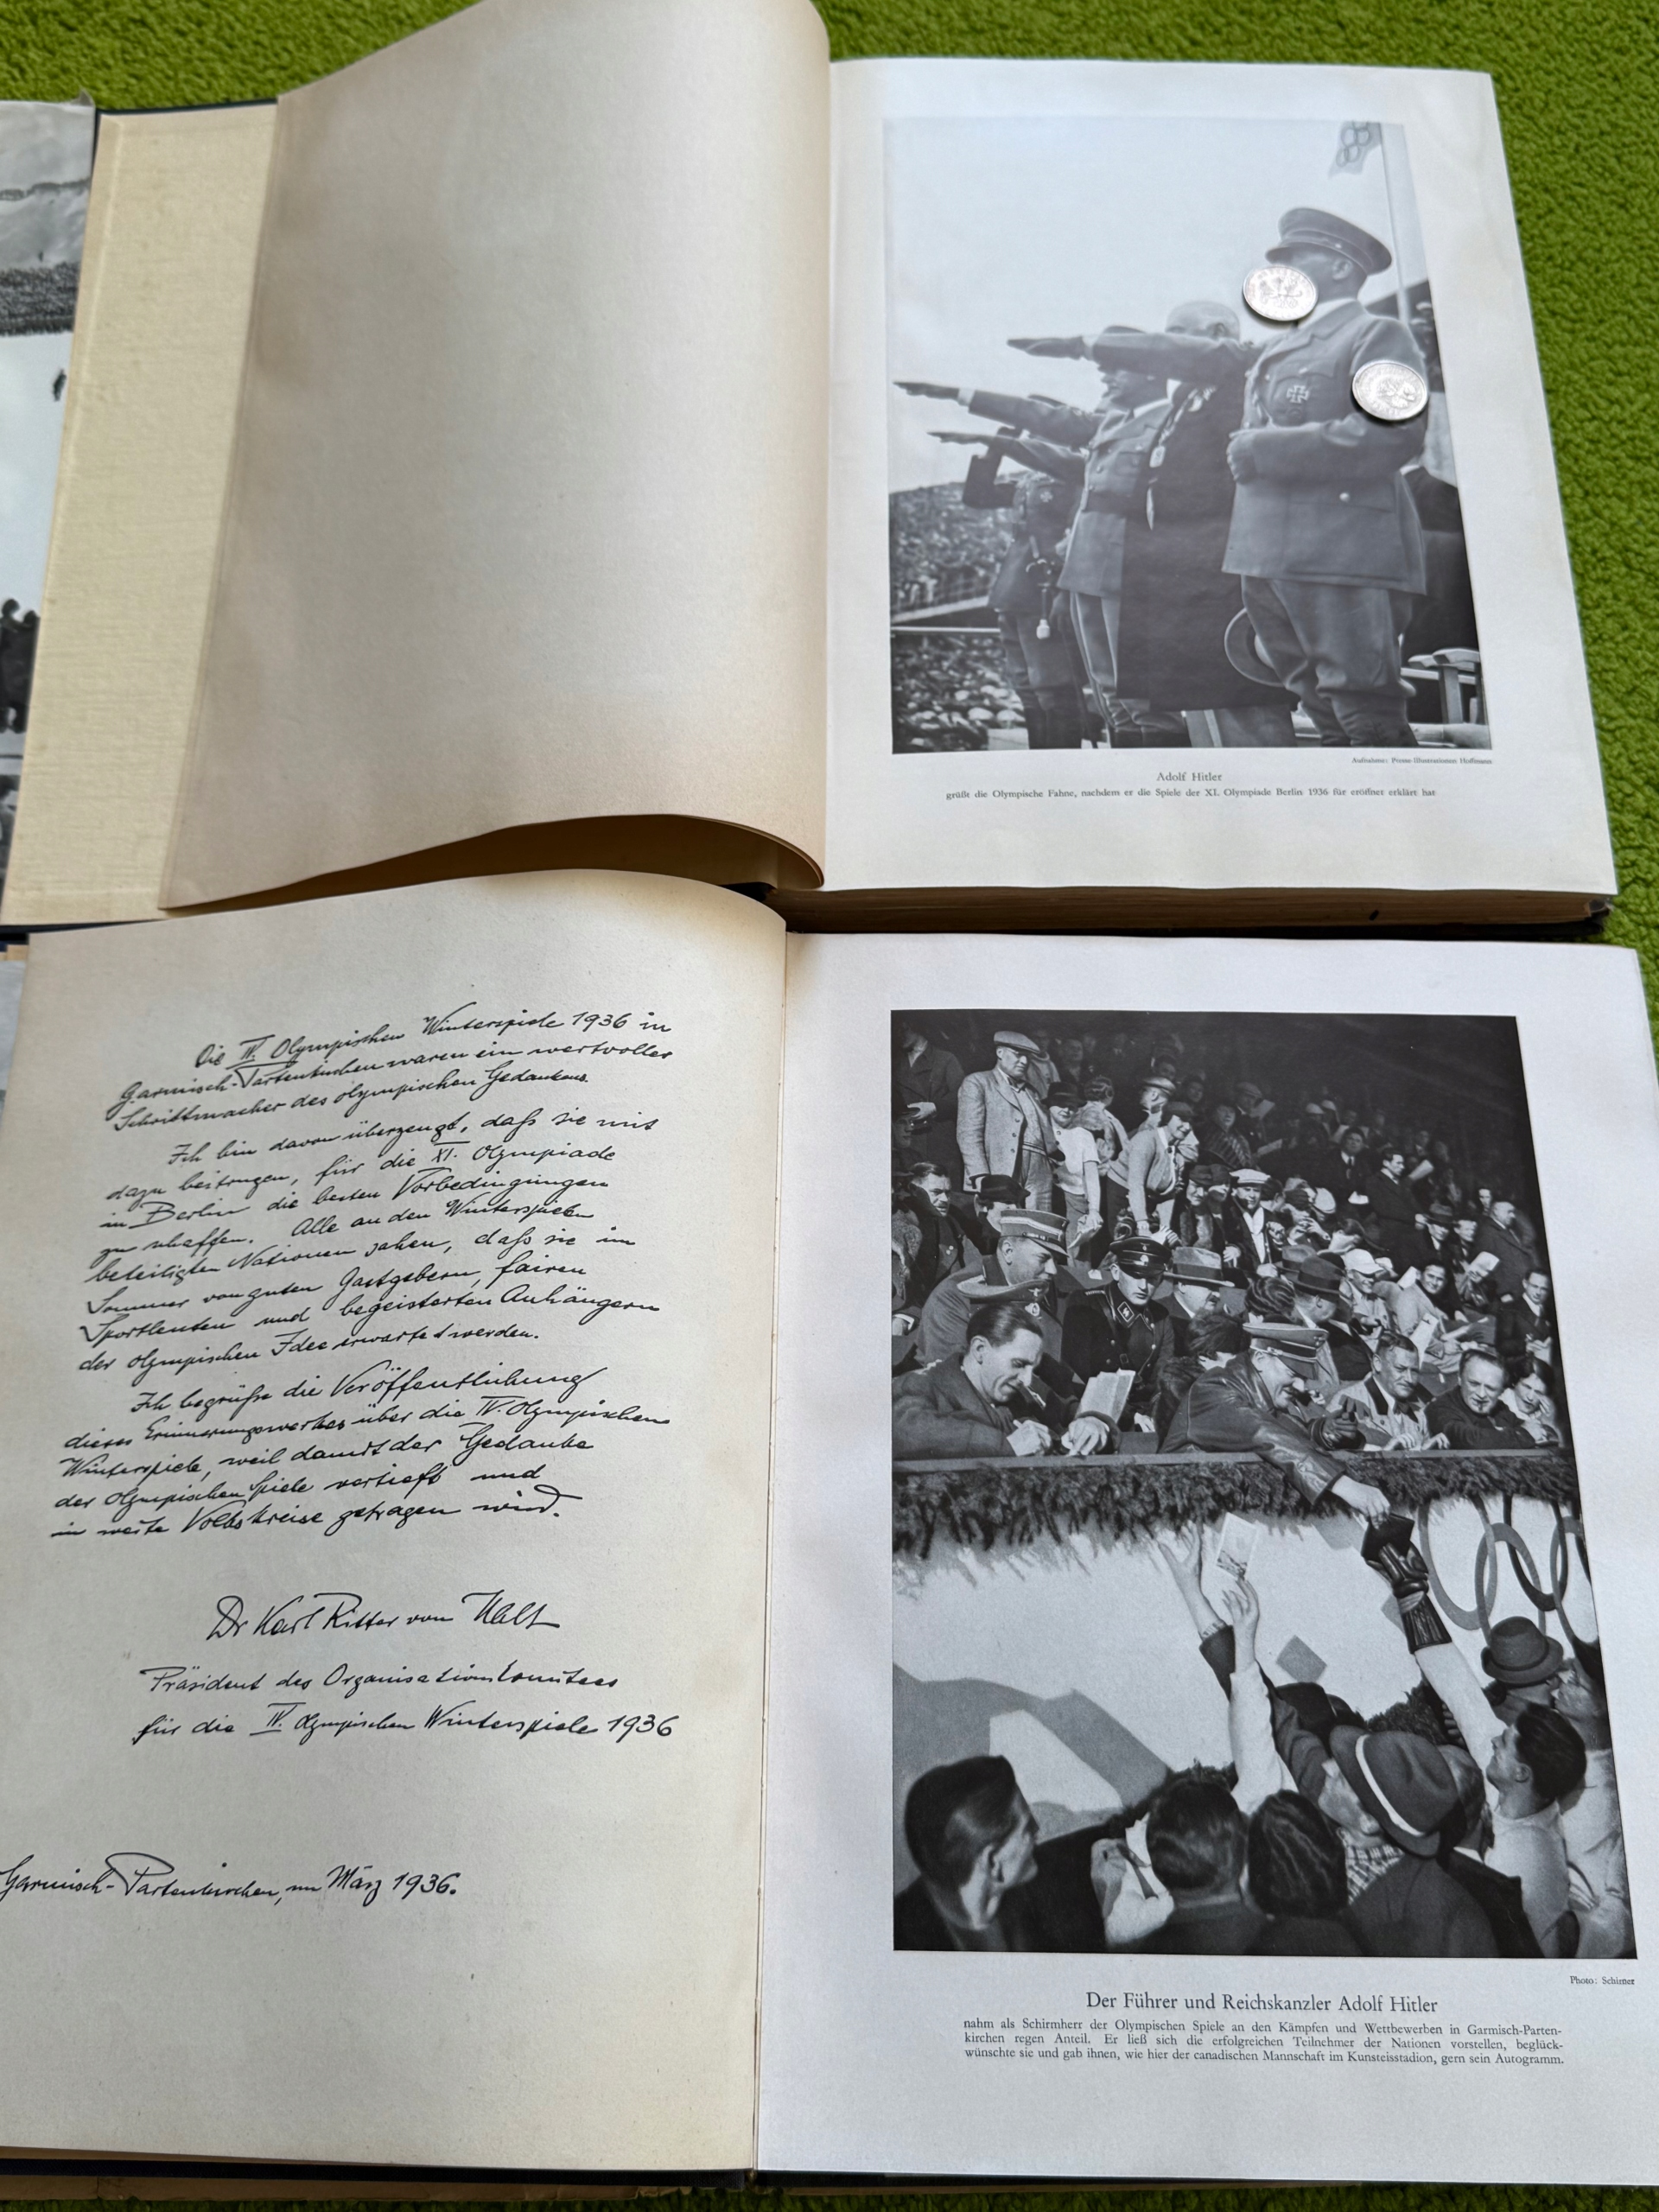 Aufnahme: Presse-Illustrationen Hoffmann
Adolf Hitler
grüßt die Olympische Fahne, nachdem er die Spiele der XI. Olympiade Berlin 1936 für eröffnet erklärt hat
Die IV. Olympischen Winterspiele 1936 in
Garmisch-Partenkirchen waren ein wertvoller
Schrittmacher des olympischen Gedankens.
Ich bin davon überzeugt, daß sie mit
dazu beitrugen, für die XI. Olympiade
in Berlin die besten Vorbedingungen
zu schaffen. Alle an den Winterspielen
beteiligten Nationen sahen, daß sie im
Sommer von guten Gastgebern, fairen
Sportleuten und begeisterten Anhängern
der olympischen Idee erwartet werden.
Ich begrüße die Veröffentlichung
dieses Erinnerungswerkes über die IV. Olympischen
Winterspiele, weil damit der Gedanke
der Olympischen Spiele vertieft und
in weite Volkskreise getragen wird.
Dr Karl Ritter von Halt
Präsident des Organisationskomitees
für die IV. Olympischen Winterspiele 1936
Garmisch-Partenkirchen, im März 1936.
Photo: Schirner
Der Führer und Reichskanzler Adolf Hitler
nahm als Schirmherr der Olympischen Spiele an den Kämpfen und Wettbewerben in Garmisch-Parten-
kirchen regen Anteil. Er ließ sich die erfolgreichen Teilnehmer der Nationen vorstellen, beglück-
wünschte sie und gab ihnen, wie hier der canadischen Mannschaft im Kunsteisstadion, gern sein Autogramm.